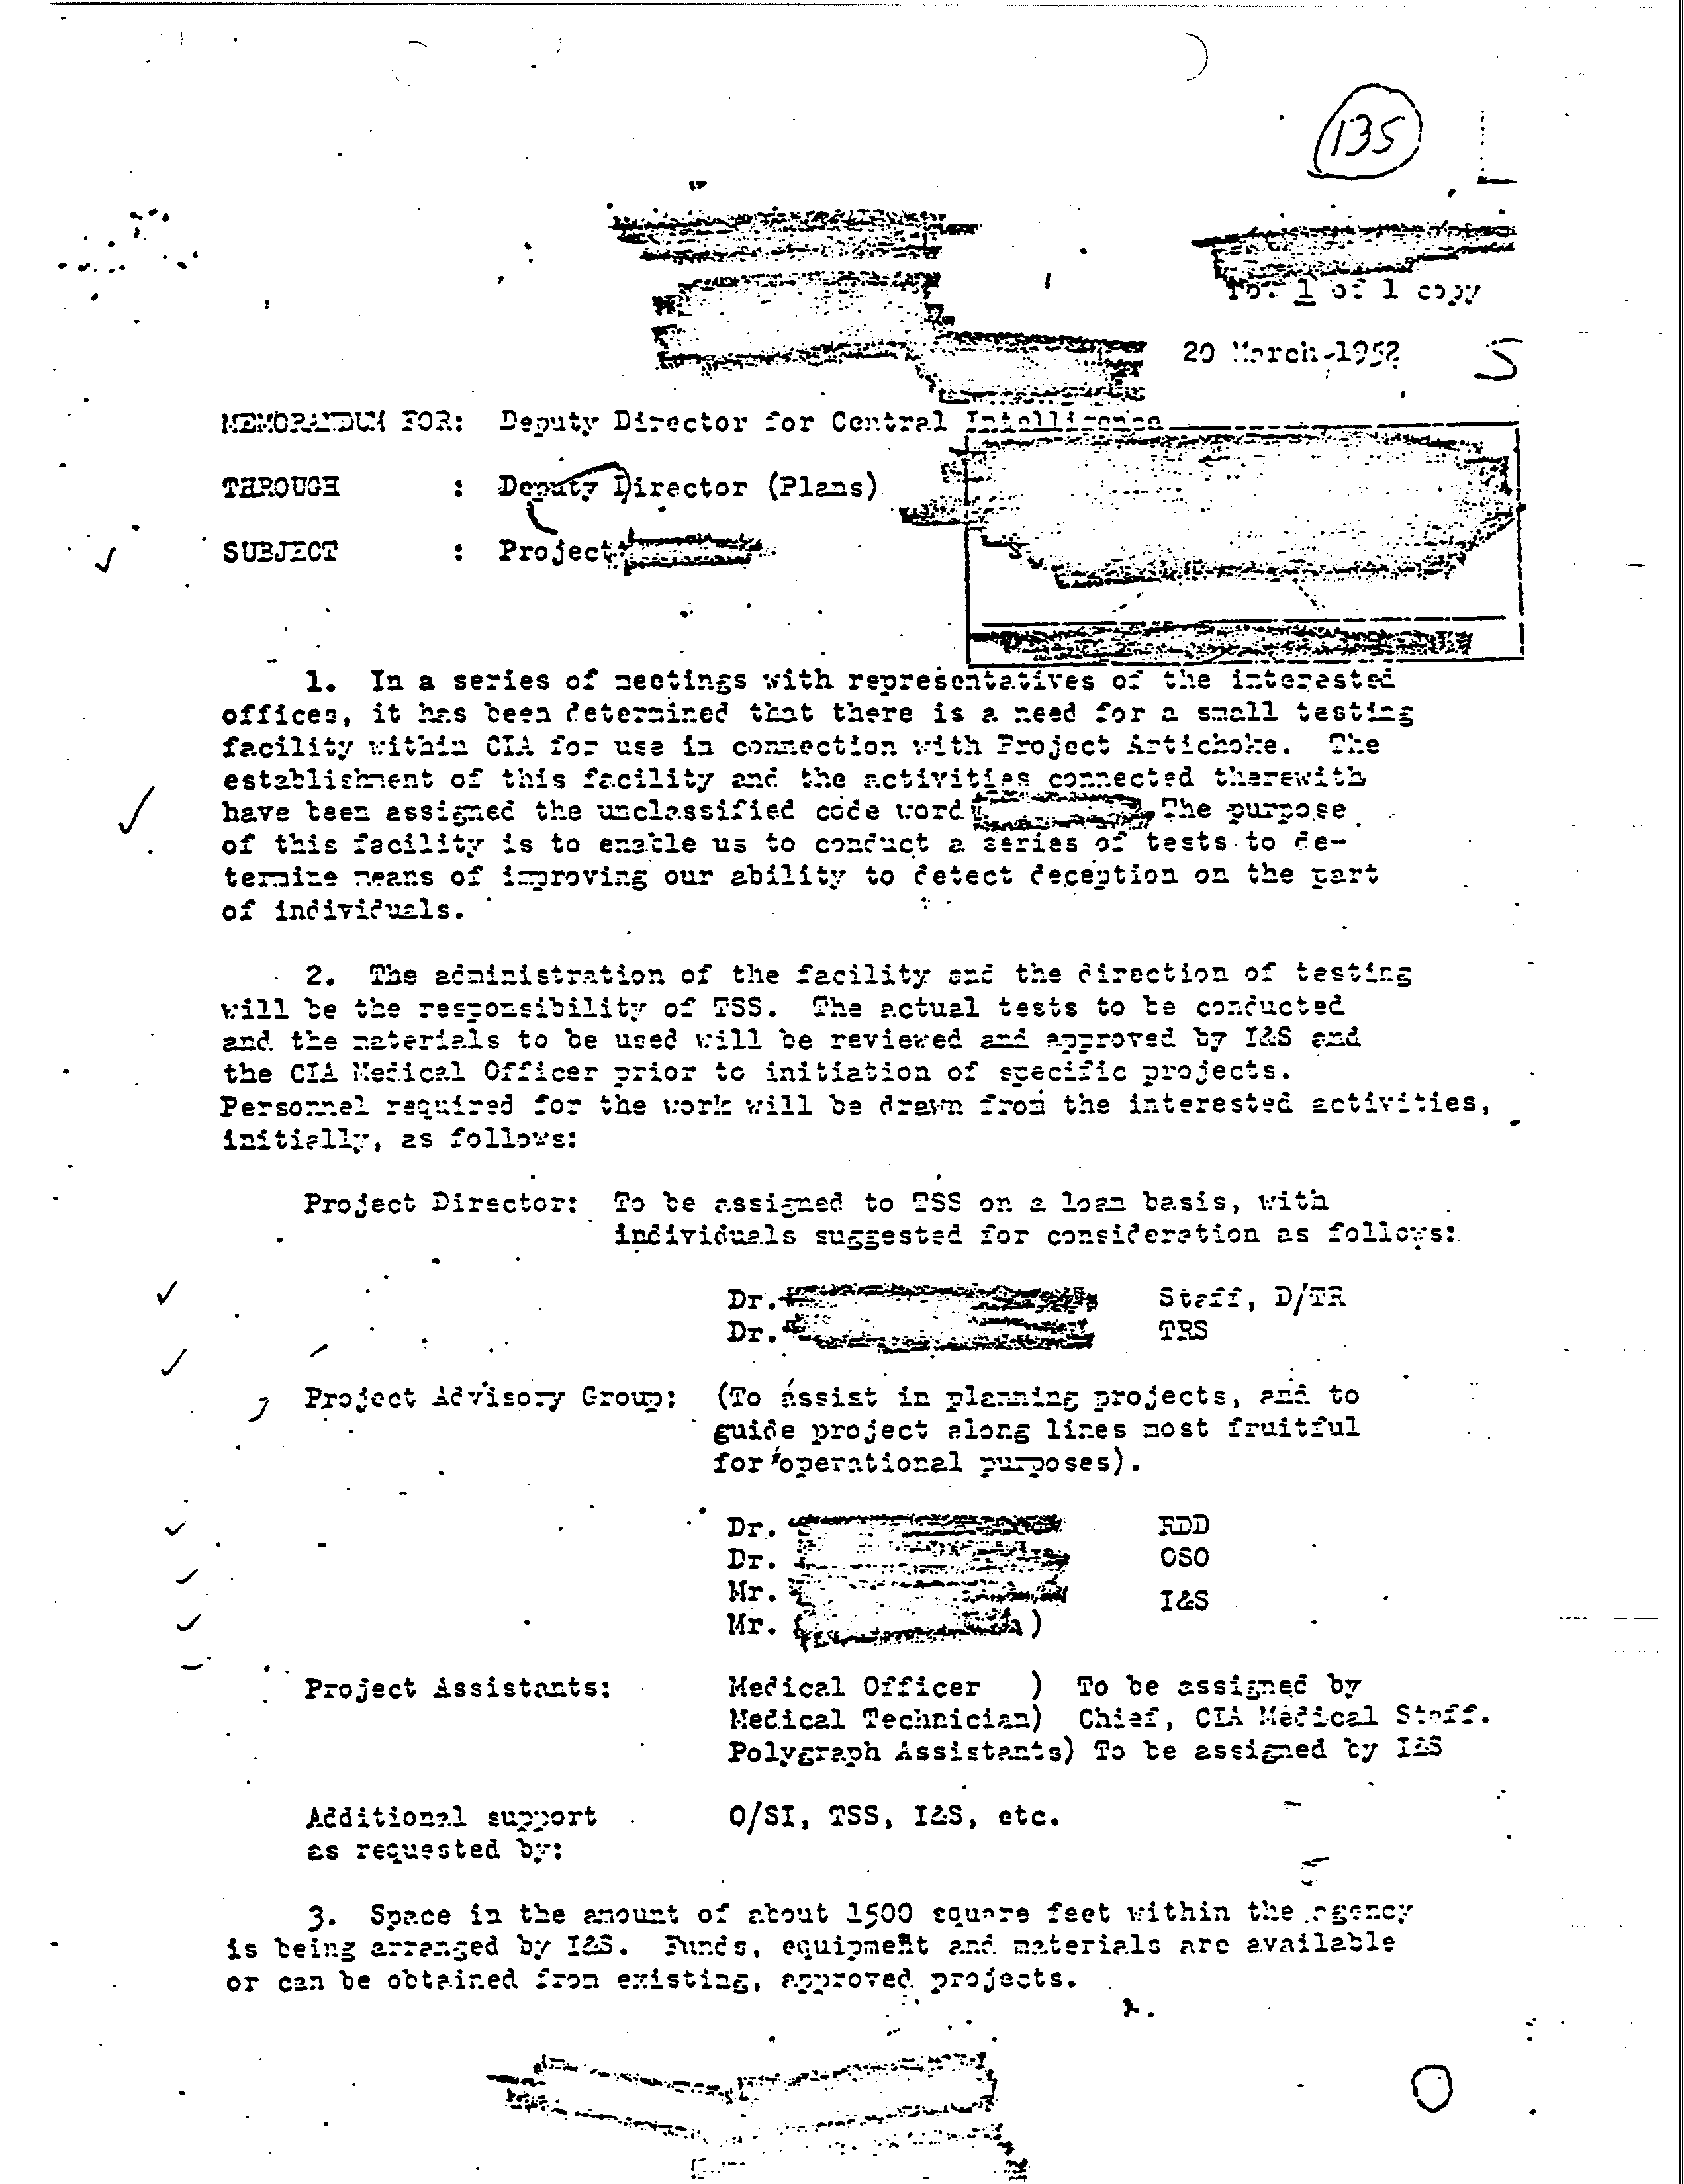 135
1 of 1 copy
20 March 1952
S
MEMORANDUM FOR: Deputy Director for Central Intelligence
THROUGH : Deputy Director (Plans)
SUBJECT : Project
1. In a series of meetings with representatives of the interested
offices, it has been determined that there is a need for a small testing
facility within CIA for use in connection with Project Artichoke. The
establishment of this facility and the activities connected therewith
have been assigned the unclassified code word The purpose
of this facility is to enable us to conduct a series of tests to de-
termine means of improving our ability to detect deception on the part
of individuals.
2. The administration of the facility and the direction of testing
will be the responsibility of TSS. The actual tests to be conducted
and the materials to be used will be reviewed and approved by I&S and
the CIA Medical Officer prior to initiation of specific projects.
Personnel required for the work will be drawn from the interested activities,
initially, as follows:
Project Director: To be assigned to TSS on a loan basis, with
individuals suggested for consideration as follows:
Dr. Staff, D/TR
Dr. TRS
Project Advisory Group: (To assist in planning projects, and to
guide project along lines most fruitful
for operational purposes).
Dr. RDD
Dr. OSO
Mr. I&S
Mr. )
Project Assistants: Medical Officer ) To be assigned by
Medical Technician) Chief, CIA Medical Staff.
Polygraph Assistants) To be assigned by I&S
Additional support O/SI, TSS, I&S, etc.
as requested by:
3. Space in the amount of about 1500 square feet within the agency
is being arranged by I&S. Funds, equipment and materials are available
or can be obtained from existing, approved projects.